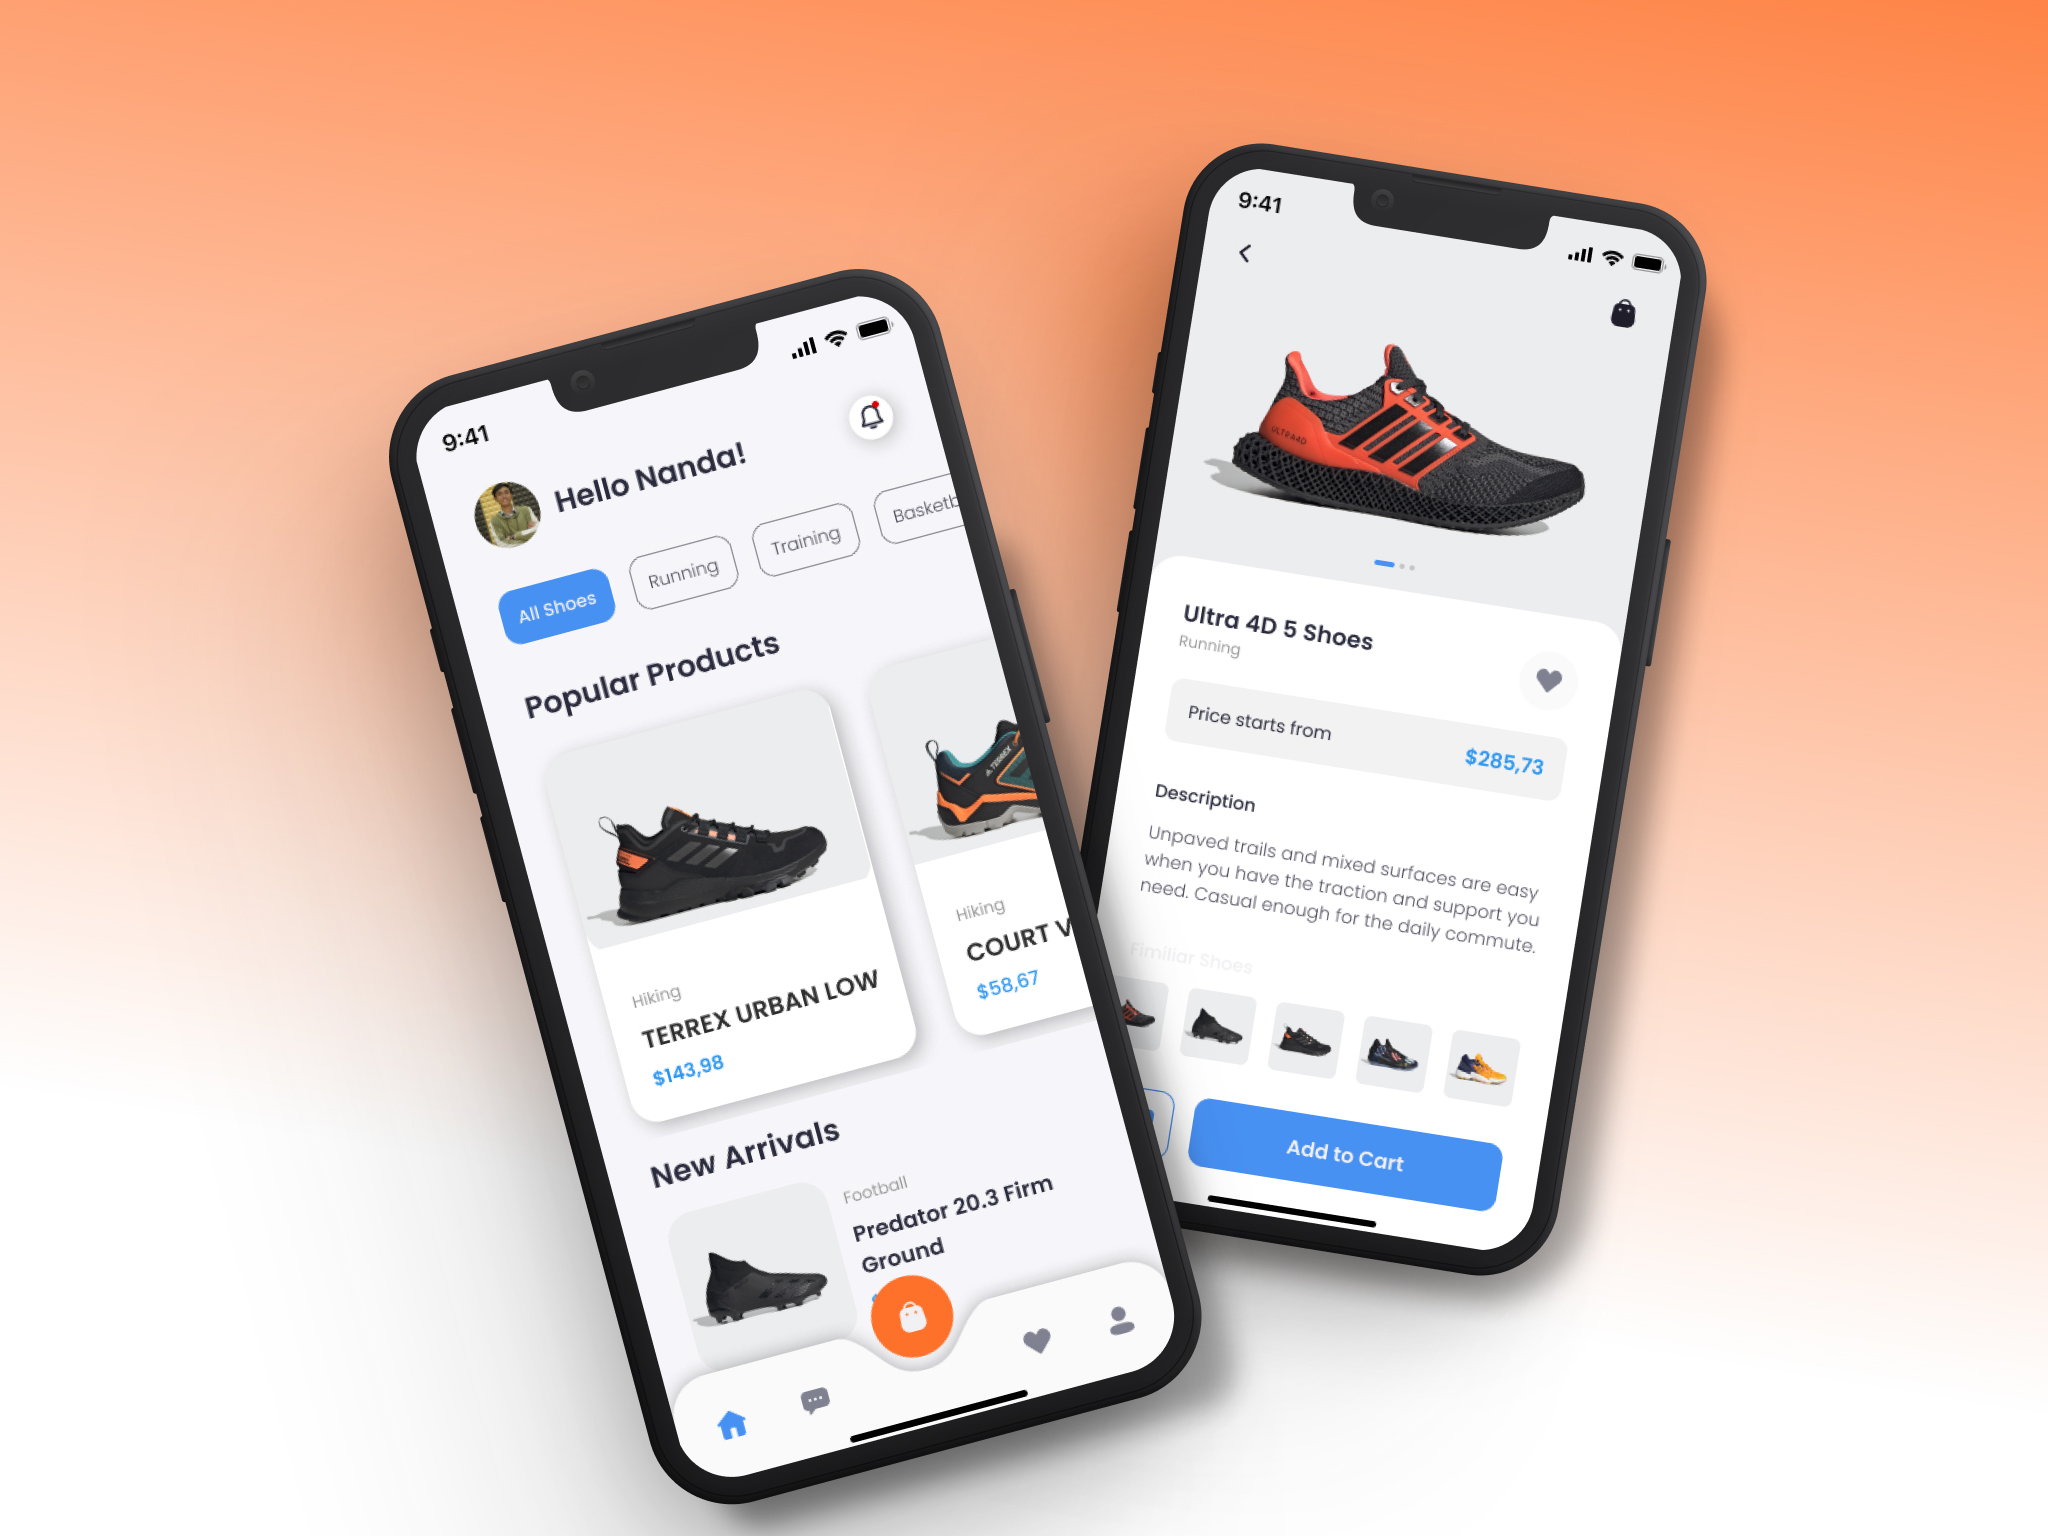 9:41
Hello Nanda!
All Shoes
Running
Training
Basketb
Popular Products
TERREX
Hiking
TERREX URBAN LOW
$143,98
Hiking
COURT V
$58,67
New Arrivals
Football
Predator 20.3 Firm
Ground
9:41
ULTRA4D
Ultra 4D 5 Shoes
Running
Price starts from
$285,73
Description
Unpaved trails and mixed surfaces are easy
when you have the traction and support you
need. Casual enough for the daily commute.
Fimiliar Shoes
Add to Cart